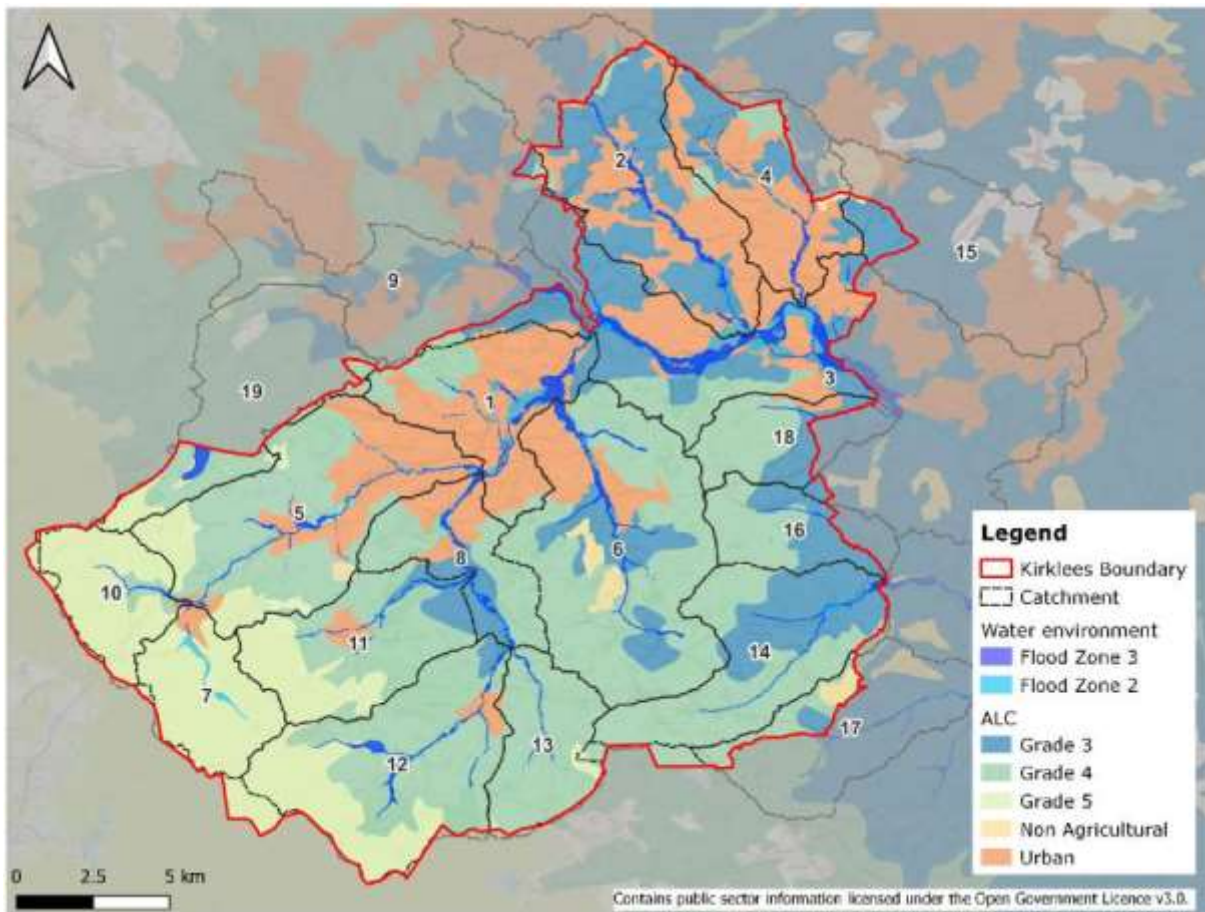 2
4
15
9
3
19
1
18
5
6
16
8
10
11
14
7
17
12
13
Legend
Kirklees Boundary
Catchment
Water environment
Flood Zone 3
Flood Zone 2
ALC
Grade 3
Grade 4
Grade 5
Non Agricultural
Urban
0 2.5 5 km
Contains public sector information licensed under the Open Government Licence v3.0.